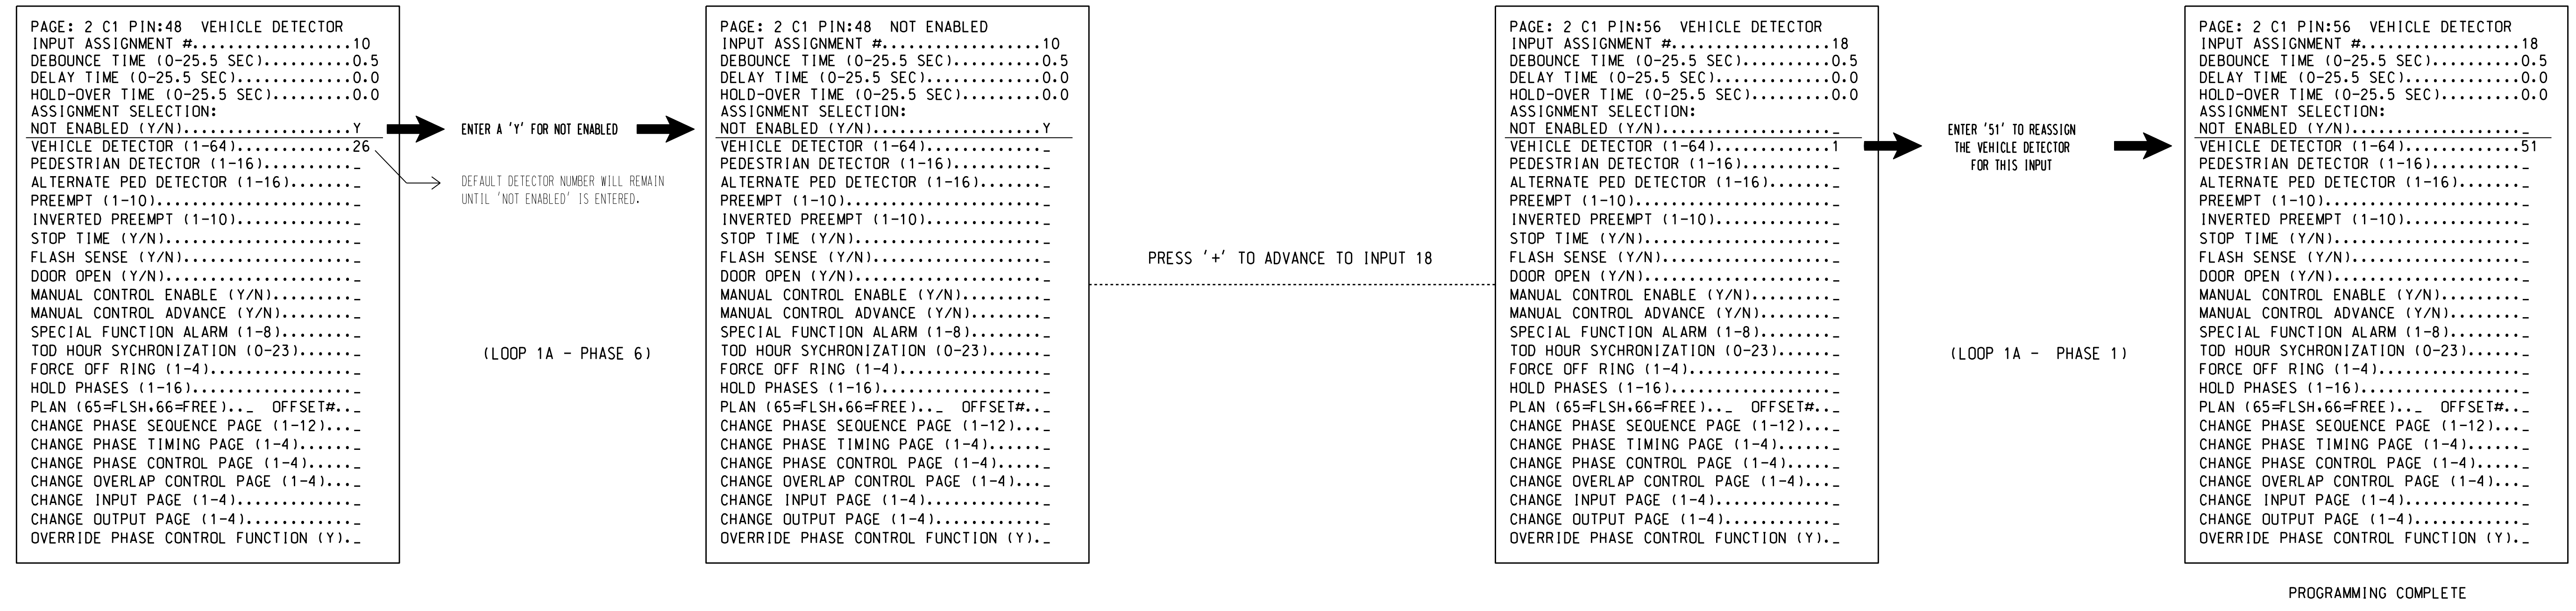 PAGE: 2 C1 PIN:48 VEHICLE DETECTOR
INPUT ASSIGNMENT #..................10
DEBOUNCE TIME (0-25.5 SEC)..........0.5
DELAY TIME (0-25.5 SEC).............0.0
HOLD-OVER TIME (0-25.5 SEC).........0.0
ASSIGNMENT SELECTION:
NOT ENABLED (Y/N)...................Y
VEHICLE DETECTOR (1-64).............26
PEDESTRIAN DETECTOR (1-16)..........._
ALTERNATE PED DETECTOR (1-16)......._
PREEMPT (1-10)......................_
INVERTED PREEMPT (1-10)............._
STOP TIME (Y/N)....................._
FLASH SENSE (Y/N)..................._
DOOR OPEN (Y/N)....................._
MANUAL CONTROL ENABLE (Y/N)........._
MANUAL CONTROL ADVANCE (Y/N)........_
SPECIAL FUNCTION ALARM (1-8)........_
TOD HOUR SYCHRONIZATION (0-23)......_
FORCE OFF RING (1-4)................_
HOLD PHASES (1-16).................._
PLAN (65=FLSH,66=FREE).._ OFFSET#.._
CHANGE PHASE SEQUENCE PAGE (1-12)..._
CHANGE PHASE TIMING PAGE (1-4)......_
CHANGE PHASE CONTROL PAGE (1-4)....._
CHANGE OVERLAP CONTROL PAGE (1-4)..._
CHANGE INPUT PAGE (1-4)............._
CHANGE OUTPUT PAGE (1-4)............_
OVERRIDE PHASE CONTROL FUNCTION (Y)._
ENTER A 'Y' FOR NOT ENABLED
DEFAULT DETECTOR NUMBER WILL REMAIN
UNTIL 'NOT ENABLED' IS ENTERED.
(LOOP 1A - PHASE 6)
PAGE: 2 C1 PIN:48 NOT ENABLED
INPUT ASSIGNMENT #..................10
DEBOUNCE TIME (0-25.5 SEC)..........0.5
DELAY TIME (0-25.5 SEC).............0.0
HOLD-OVER TIME (0-25.5 SEC).........0.0
ASSIGNMENT SELECTION:
NOT ENABLED (Y/N)...................Y
VEHICLE DETECTOR (1-64)............._
PEDESTRIAN DETECTOR (1-16)..........._
ALTERNATE PED DETECTOR (1-16)......._
PREEMPT (1-10)......................_
INVERTED PREEMPT (1-10)............._
STOP TIME (Y/N)....................._
FLASH SENSE (Y/N)..................._
DOOR OPEN (Y/N)....................._
MANUAL CONTROL ENABLE (Y/N)........._
MANUAL CONTROL ADVANCE (Y/N)........_
SPECIAL FUNCTION ALARM (1-8)........_
TOD HOUR SYCHRONIZATION (0-23)......_
FORCE OFF RING (1-4)................_
HOLD PHASES (1-16).................._
PLAN (65=FLSH,66=FREE).._ OFFSET#.._
CHANGE PHASE SEQUENCE PAGE (1-12)..._
CHANGE PHASE TIMING PAGE (1-4)......_
CHANGE PHASE CONTROL PAGE (1-4)....._
CHANGE OVERLAP CONTROL PAGE (1-4)..._
CHANGE INPUT PAGE (1-4)............._
CHANGE OUTPUT PAGE (1-4)............_
OVERRIDE PHASE CONTROL FUNCTION (Y)._
PRESS '+' TO ADVANCE TO INPUT 18
PAGE: 2 C1 PIN:56 VEHICLE DETECTOR
INPUT ASSIGNMENT #..................18
DEBOUNCE TIME (0-25.5 SEC)..........0.5
DELAY TIME (0-25.5 SEC).............0.0
HOLD-OVER TIME (0-25.5 SEC).........0.0
ASSIGNMENT SELECTION:
NOT ENABLED (Y/N)..................._
VEHICLE DETECTOR (1-64).............1
PEDESTRIAN DETECTOR (1-16)..........._
ALTERNATE PED DETECTOR (1-16)......._
PREEMPT (1-10)......................_
INVERTED PREEMPT (1-10)............._
STOP TIME (Y/N)....................._
FLASH SENSE (Y/N)..................._
DOOR OPEN (Y/N)....................._
MANUAL CONTROL ENABLE (Y/N)........._
MANUAL CONTROL ADVANCE (Y/N)........_
SPECIAL FUNCTION ALARM (1-8)........_
TOD HOUR SYCHRONIZATION (0-23)......_
FORCE OFF RING (1-4)................_
HOLD PHASES (1-16).................._
PLAN (65=FLSH,66=FREE).._ OFFSET#.._
CHANGE PHASE SEQUENCE PAGE (1-12)..._
CHANGE PHASE TIMING PAGE (1-4)......_
CHANGE PHASE CONTROL PAGE (1-4)....._
CHANGE OVERLAP CONTROL PAGE (1-4)..._
CHANGE INPUT PAGE (1-4)............._
CHANGE OUTPUT PAGE (1-4)............_
OVERRIDE PHASE CONTROL FUNCTION (Y)._
ENTER '51' TO REASSIGN
THE VEHICLE DETECTOR
FOR THIS INPUT
(LOOP 1A - PHASE 1)
PAGE: 2 C1 PIN:56 VEHICLE DETECTOR
INPUT ASSIGNMENT #..................18
DEBOUNCE TIME (0-25.5 SEC)..........0.5
DELAY TIME (0-25.5 SEC).............0.0
HOLD-OVER TIME (0-25.5 SEC).........0.0
ASSIGNMENT SELECTION:
NOT ENABLED (Y/N)..................._
VEHICLE DETECTOR (1-64).............51
PEDESTRIAN DETECTOR (1-16)..........._
ALTERNATE PED DETECTOR (1-16)......._
PREEMPT (1-10)......................_
INVERTED PREEMPT (1-10)............._
STOP TIME (Y/N)....................._
FLASH SENSE (Y/N)..................._
DOOR OPEN (Y/N)....................._
MANUAL CONTROL ENABLE (Y/N)........._
MANUAL CONTROL ADVANCE (Y/N)........_
SPECIAL FUNCTION ALARM (1-8)........_
TOD HOUR SYCHRONIZATION (0-23)......_
FORCE OFF RING (1-4)................_
HOLD PHASES (1-16).................._
PLAN (65=FLSH,66=FREE).._ OFFSET#.._
CHANGE PHASE SEQUENCE PAGE (1-12)..._
CHANGE PHASE TIMING PAGE (1-4)......_
CHANGE PHASE CONTROL PAGE (1-4)....._
CHANGE OVERLAP CONTROL PAGE (1-4)..._
CHANGE INPUT PAGE (1-4)............._
CHANGE OUTPUT PAGE (1-4)............_
OVERRIDE PHASE CONTROL FUNCTION (Y)._
PROGRAMMING COMPLETE